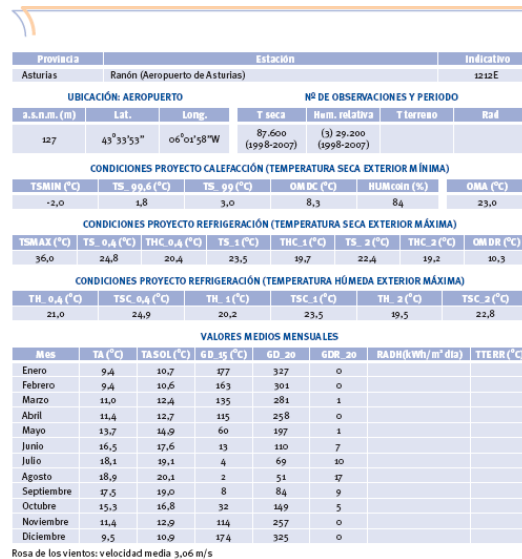 Provincia Estación Indicativo
Asturias Ranón (Aeropuerto de Asturias) 1212E
UBICACIÓN: AEROPUERTO Nº DE OBSERVACIONES Y PERIODO
a.s.n.m. (m) Lat. Long. T seca Hum. relativa T terreno Rad
127 43°33'53" 06°01'58"W 87.600 (3) 29.200
(1998-2007) (1998-2007)
CONDICIONES PROYECTO CALEFACCIÓN (TEMPERATURA SECA EXTERIOR MÍNIMA)
TSMIN (°C) TS_99,6 (°C) TS_99 (°C) OMDC (°C) HUMcoin (%) OMA (°C)
-2,0 1,8 3,0 8,3 84 23,0
CONDICIONES PROYECTO REFRIGERACIÓN (TEMPERATURA SECA EXTERIOR MÁXIMA)
TSMAX (°C) TS_0,4 (°C) THC_0,4 (°C) TS_1 (°C) THC_1 (°C) TS_2 (°C) THC_2 (°C) OMDR (°C)
36,0 24,8 20,4 23,5 19,7 22,4 19,2 10,3
CONDICIONES PROYECTO REFRIGERACIÓN (TEMPERATURA HÚMEDA EXTERIOR MÁXIMA)
TH_0,4 (°C) TSC_0,4 (°C) TH_1 (°C) TSC_1 (°C) TH_2 (°C) TSC_2 (°C)
21,0 24,9 20,2 23,5 19,5 22,8
VALORES MEDIOS MENSUALES
Mes TA (°C) TASOL (°C) GD_15 (°C) GD_20 GDR_20 RADH(kWh/m² dia) TTERR (°C
Enero 9,4 10,7 177 327 0
Febrero 9,4 10,6 163 301 0
Marzo 11,0 12,4 135 281 1
Abril 11,4 12,7 115 258 0
Mayo 13,7 14,9 60 197 1
Junio 16,5 17,6 13 110 7
Julio 18,1 19,1 4 69 10
Agosto 18,9 20,1 2 51 17
Septiembre 17,5 19,0 8 84 9
Octubre 15,3 16,8 32 149 5
Noviembre 11,4 12,9 114 257 0
Diciembre 9,5 10,9 174 325 0
Rosa de los vientos: velocidad media 3,06 m/s